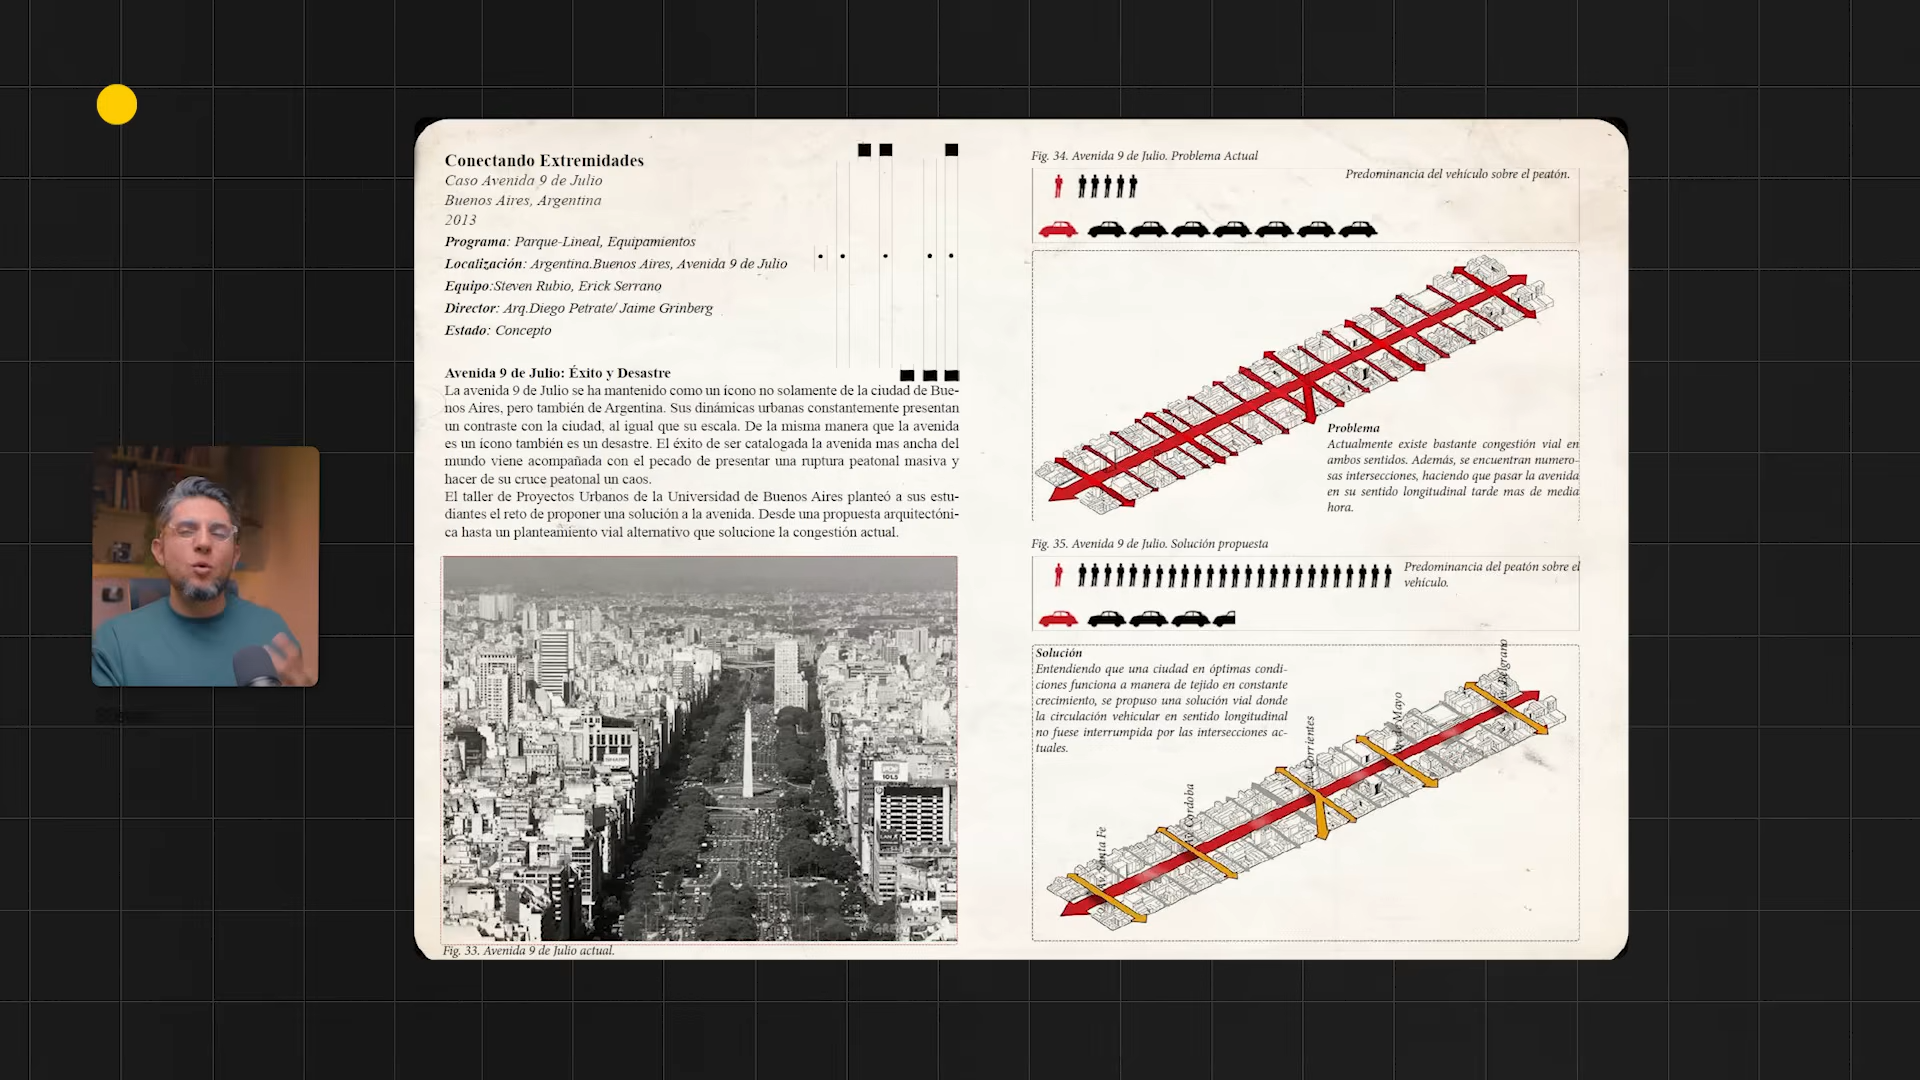 Conectando Extremidades
Caso Avenida 9 de Julio
Buenos Aires, Argentina
2013
Programa: Parque-Lineal, Equipamientos
Localización: Argentina.Buenos Aires, Avenida 9 de Julio
Equipo:Steven Rubio, Erick Serrano
Director: Arq.Diego Petrate/ Jaime Grinberg
Estado: Concepto
Avenida 9 de Julio: Éxito y Desastre
La avenida 9 de Julio se ha mantenido como un ícono no solamente de la ciudad de Bue-
nos Aires, pero también de Argentina. Sus dinámicas urbanas constantemente presentan
un contraste con la ciudad, al igual que su escala. De la misma manera que la avenida
es un ícono también es un desastre. El éxito de ser catalogada la avenida mas ancha del
mundo viene acompañada con el pecado de presentar una ruptura peatonal masiva y
hacer de su cruce peatonal un caos.
El taller de Proyectos Urbanos de la Universidad de Buenos Aires planteó a sus estu-
diantes el reto de proponer una solución a la avenida. Desde una propuesta arquitectóni-
ca hasta un planteamiento vial alternativo que solucione la congestión actual.
101.5
Fig. 33. Avenida 9 de Julio actual.
Fig. 34. Avenida 9 de Julio. Problema Actual
Predominancia del vehículo sobre el peatón.
Problema
Actualmente existe bastante congestión vial en
ambos sentidos. Además, se encuentran numero-
sas intersecciones, haciendo que pasar la avenida
en su sentido longitudinal tarde mas de media
hora.
Fig. 35. Avenida 9 de Julio. Solución propuesta
Predominancia del peatón sobre el
vehículo.
Solución
Entendiendo que una ciudad en óptimas condi-
ciones funciona a manera de tejido en constante
crecimiento, se propuso una solución vial donde
la circulación vehicular en sentido longitudinal
no fuese interrumpida por las intersecciones ac-
tuales.
Av. Santa Fe
Av. Cordoba
Av. Corrientes
Av. de Mayo
Av. Belgrano